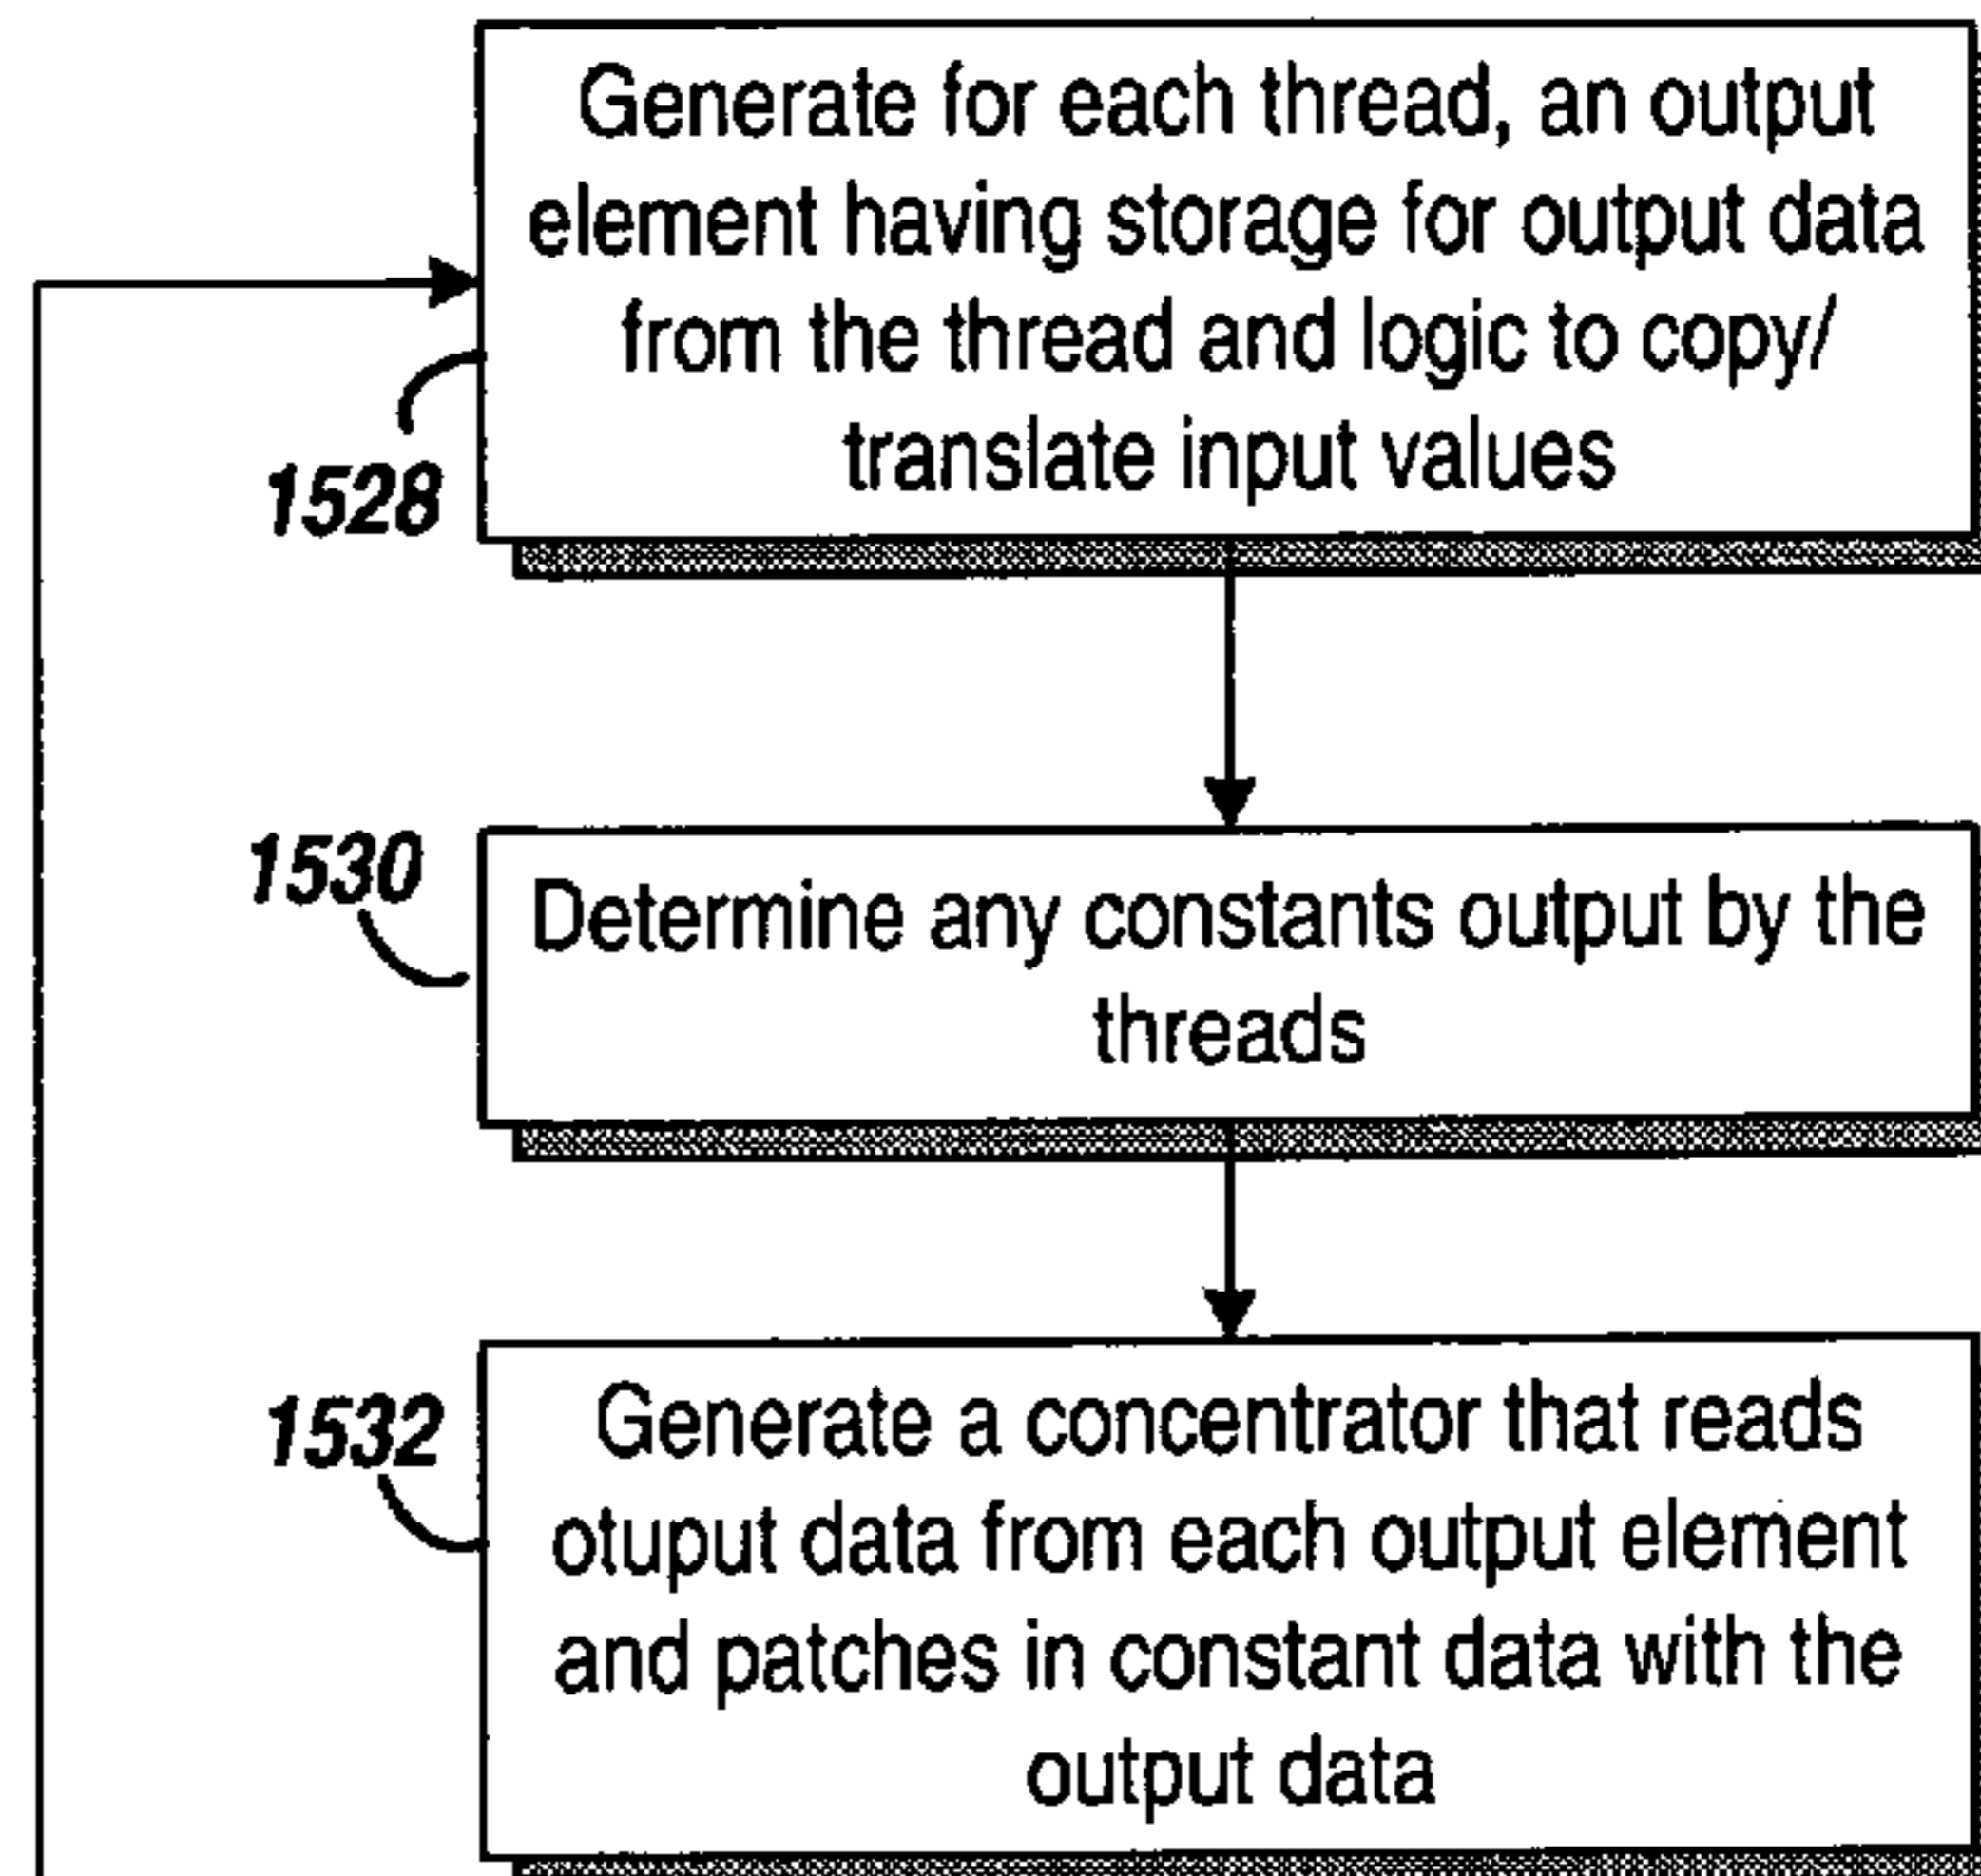 Generate for each thread, an output
element having storage for output data
from the thread and logic to copy/
translate input values
1528
1530
Determine any constants output by the
threads
1532
Generate a concentrator that reads
otuput data from each output element
and patches in constant data with the
output data